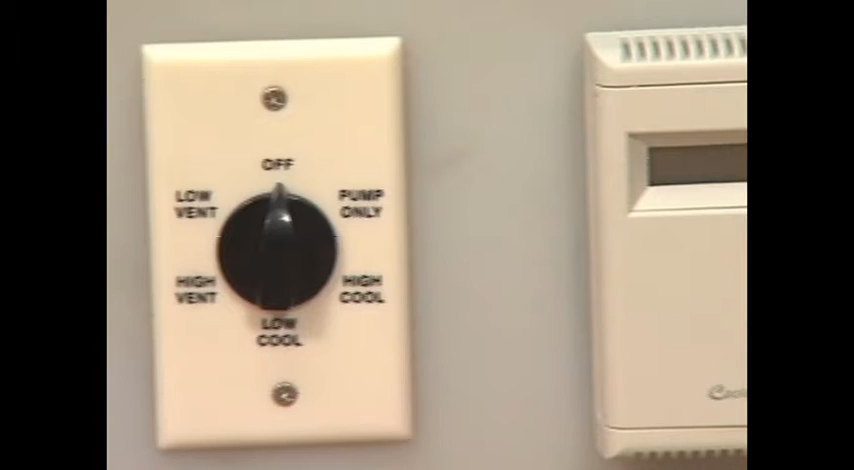 OFF
LOW
VENT
PUMP
ONLY
HIGH
VENT
HIGH
COOL
LOW
COOL